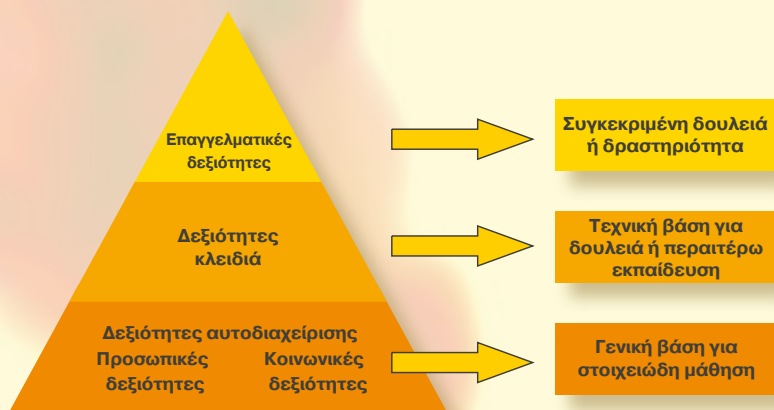 Επαγγελματικές
δεξιότητες
Συγκεκριμένη δουλειά
ή δραστηριότητα
Δεξιότητες
κλειδιά
Τεχνική βάση για
δουλειά ή περαιτέρω
εκπαίδευση
Δεξιότητες αυτοδιαχείρισης
Προσωπικές Κοινωνικές
δεξιότητες δεξιότητες
Γενική βάση για
στοιχειώδη μάθηση